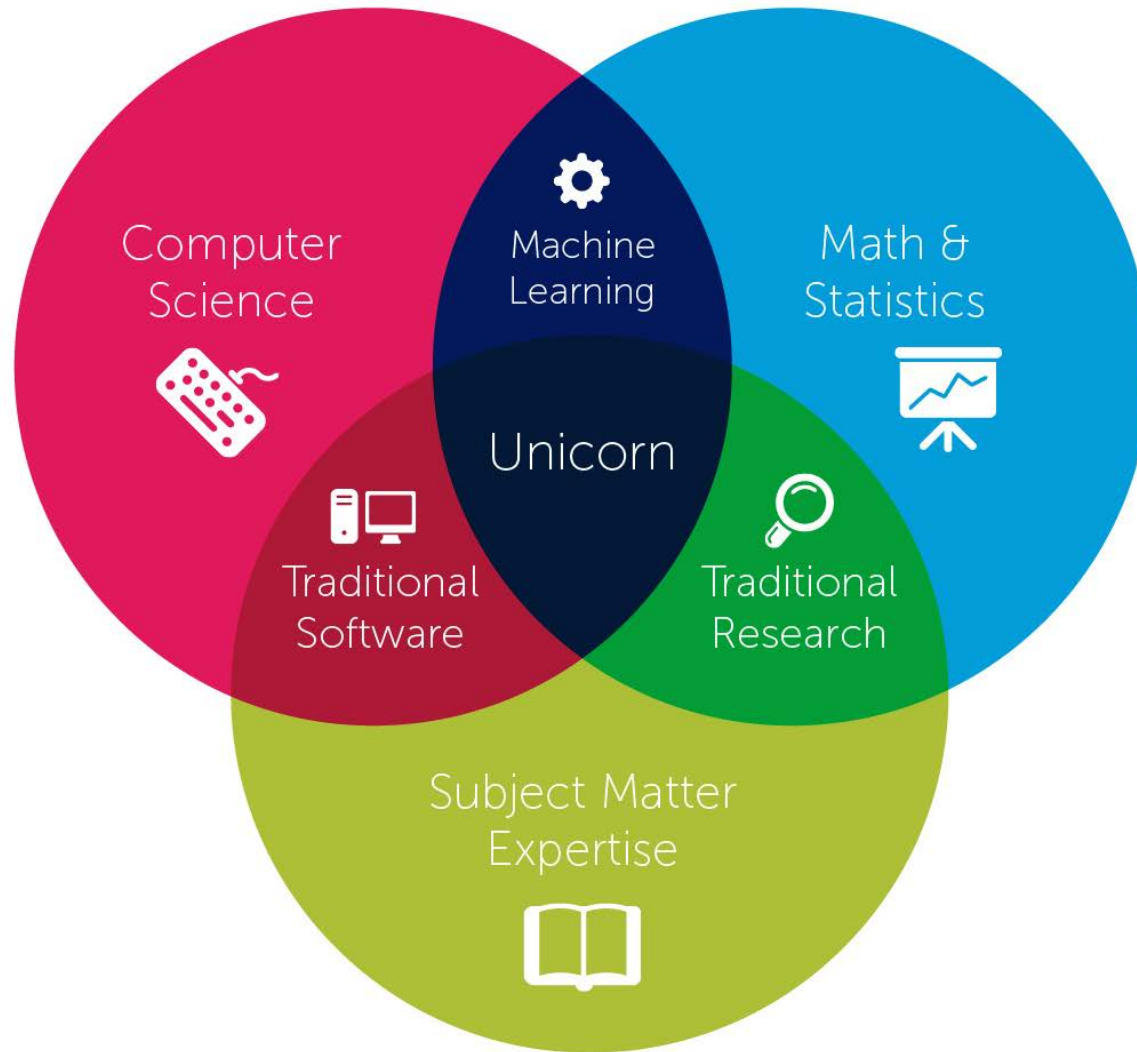 Computer
Science
Machine
Learning
Math &
Statistics
Unicorn
Traditional
Software
Traditional
Research
Subject Matter
Expertise